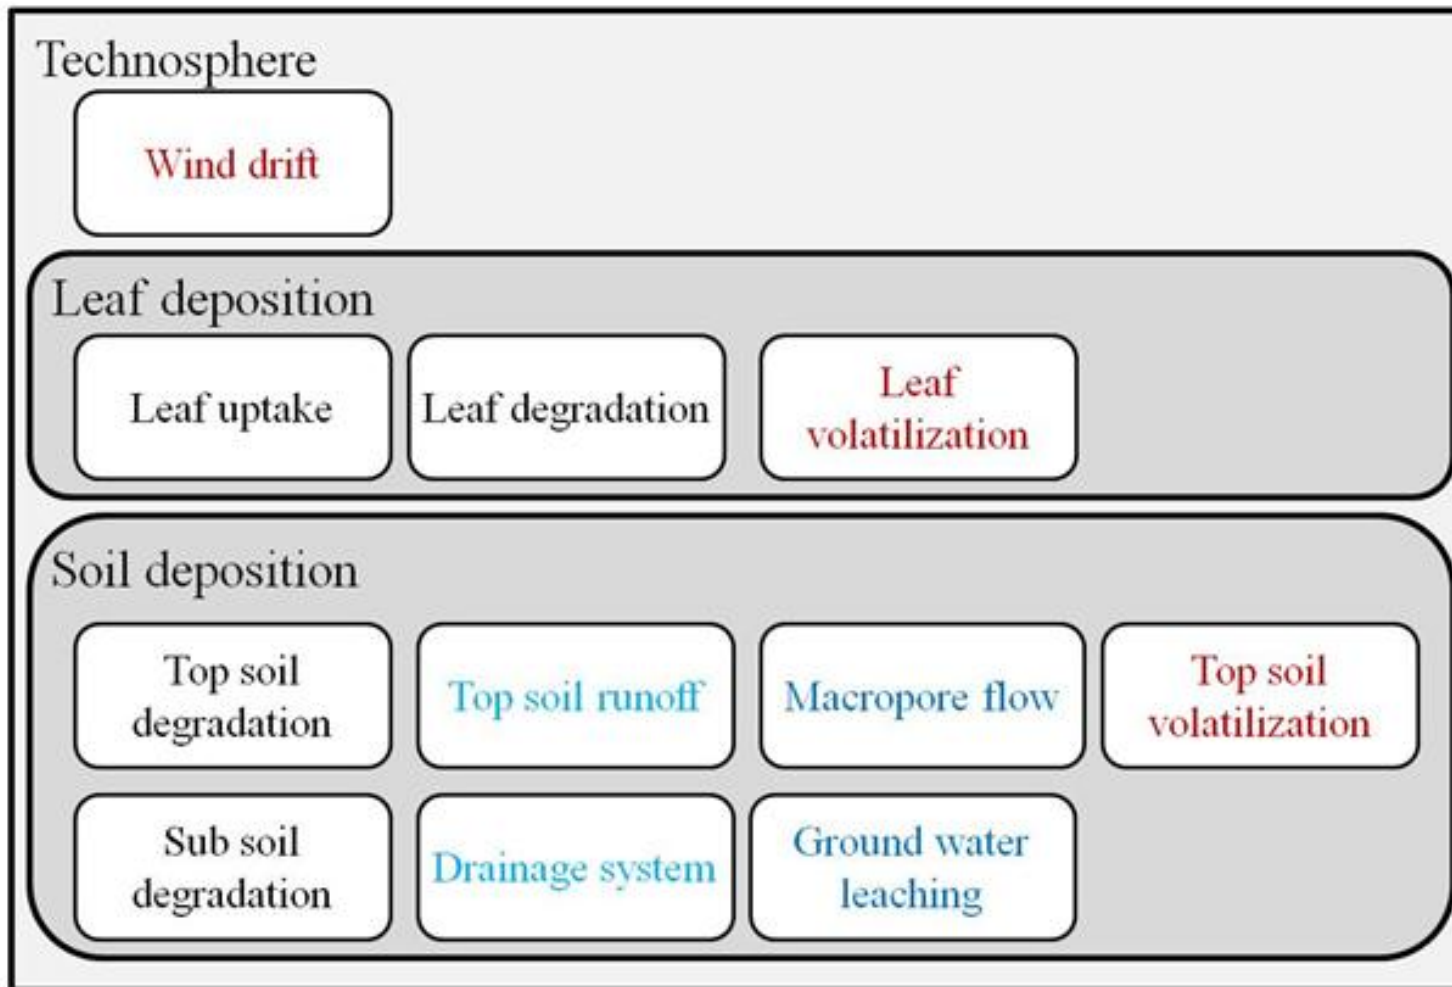 Technosphere
Wind drift
Leaf deposition
Leaf uptake
Leaf degradation
Leaf
volatilization
Soil deposition
Top soil
degradation
Top soil runoff
Macropore flow
Top soil
volatilization
Sub soil
degradation
Drainage system
Ground water
leaching